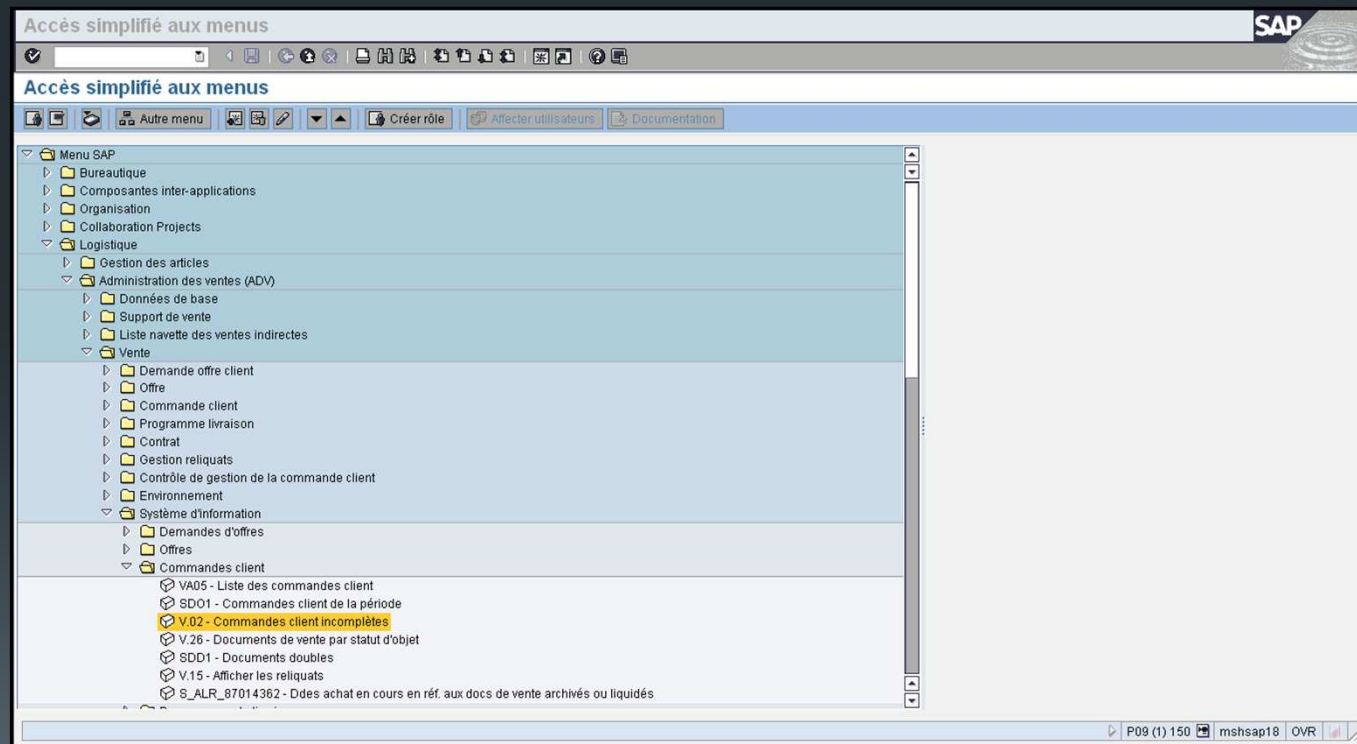 Accès simplifié aux menus
SAP
Accès simplifié aux menus
Autre menu Créer rôle Affecter utilisateurs Documentation
Menu SAP
Bureautique
Composantes inter-applications
Organisation
Collaboration Projects
Logistique
Gestion des articles
Administration des ventes (ADV)
Données de base
Support de vente
Liste navette des ventes indirectes
Vente
Demande offre client
Offre
Commande client
Programme livraison
Contrat
Gestion reliquats
Contrôle de gestion de la commande client
Environnement
Système d'information
Demandes d'offres
Offres
Commandes client
VA05 - Liste des commandes client
SDO1 - Commandes client de la période
V.02 - Commandes client incomplètes
V.26 - Documents de vente par statut d'objet
SDD1 - Documents doubles
V.15 - Afficher les reliquats
S_ALR_87014362 - Ddes achat en cours en réf. aux docs de vente archivés ou liquidés
P09 (1) 150 mshsap18 OVR